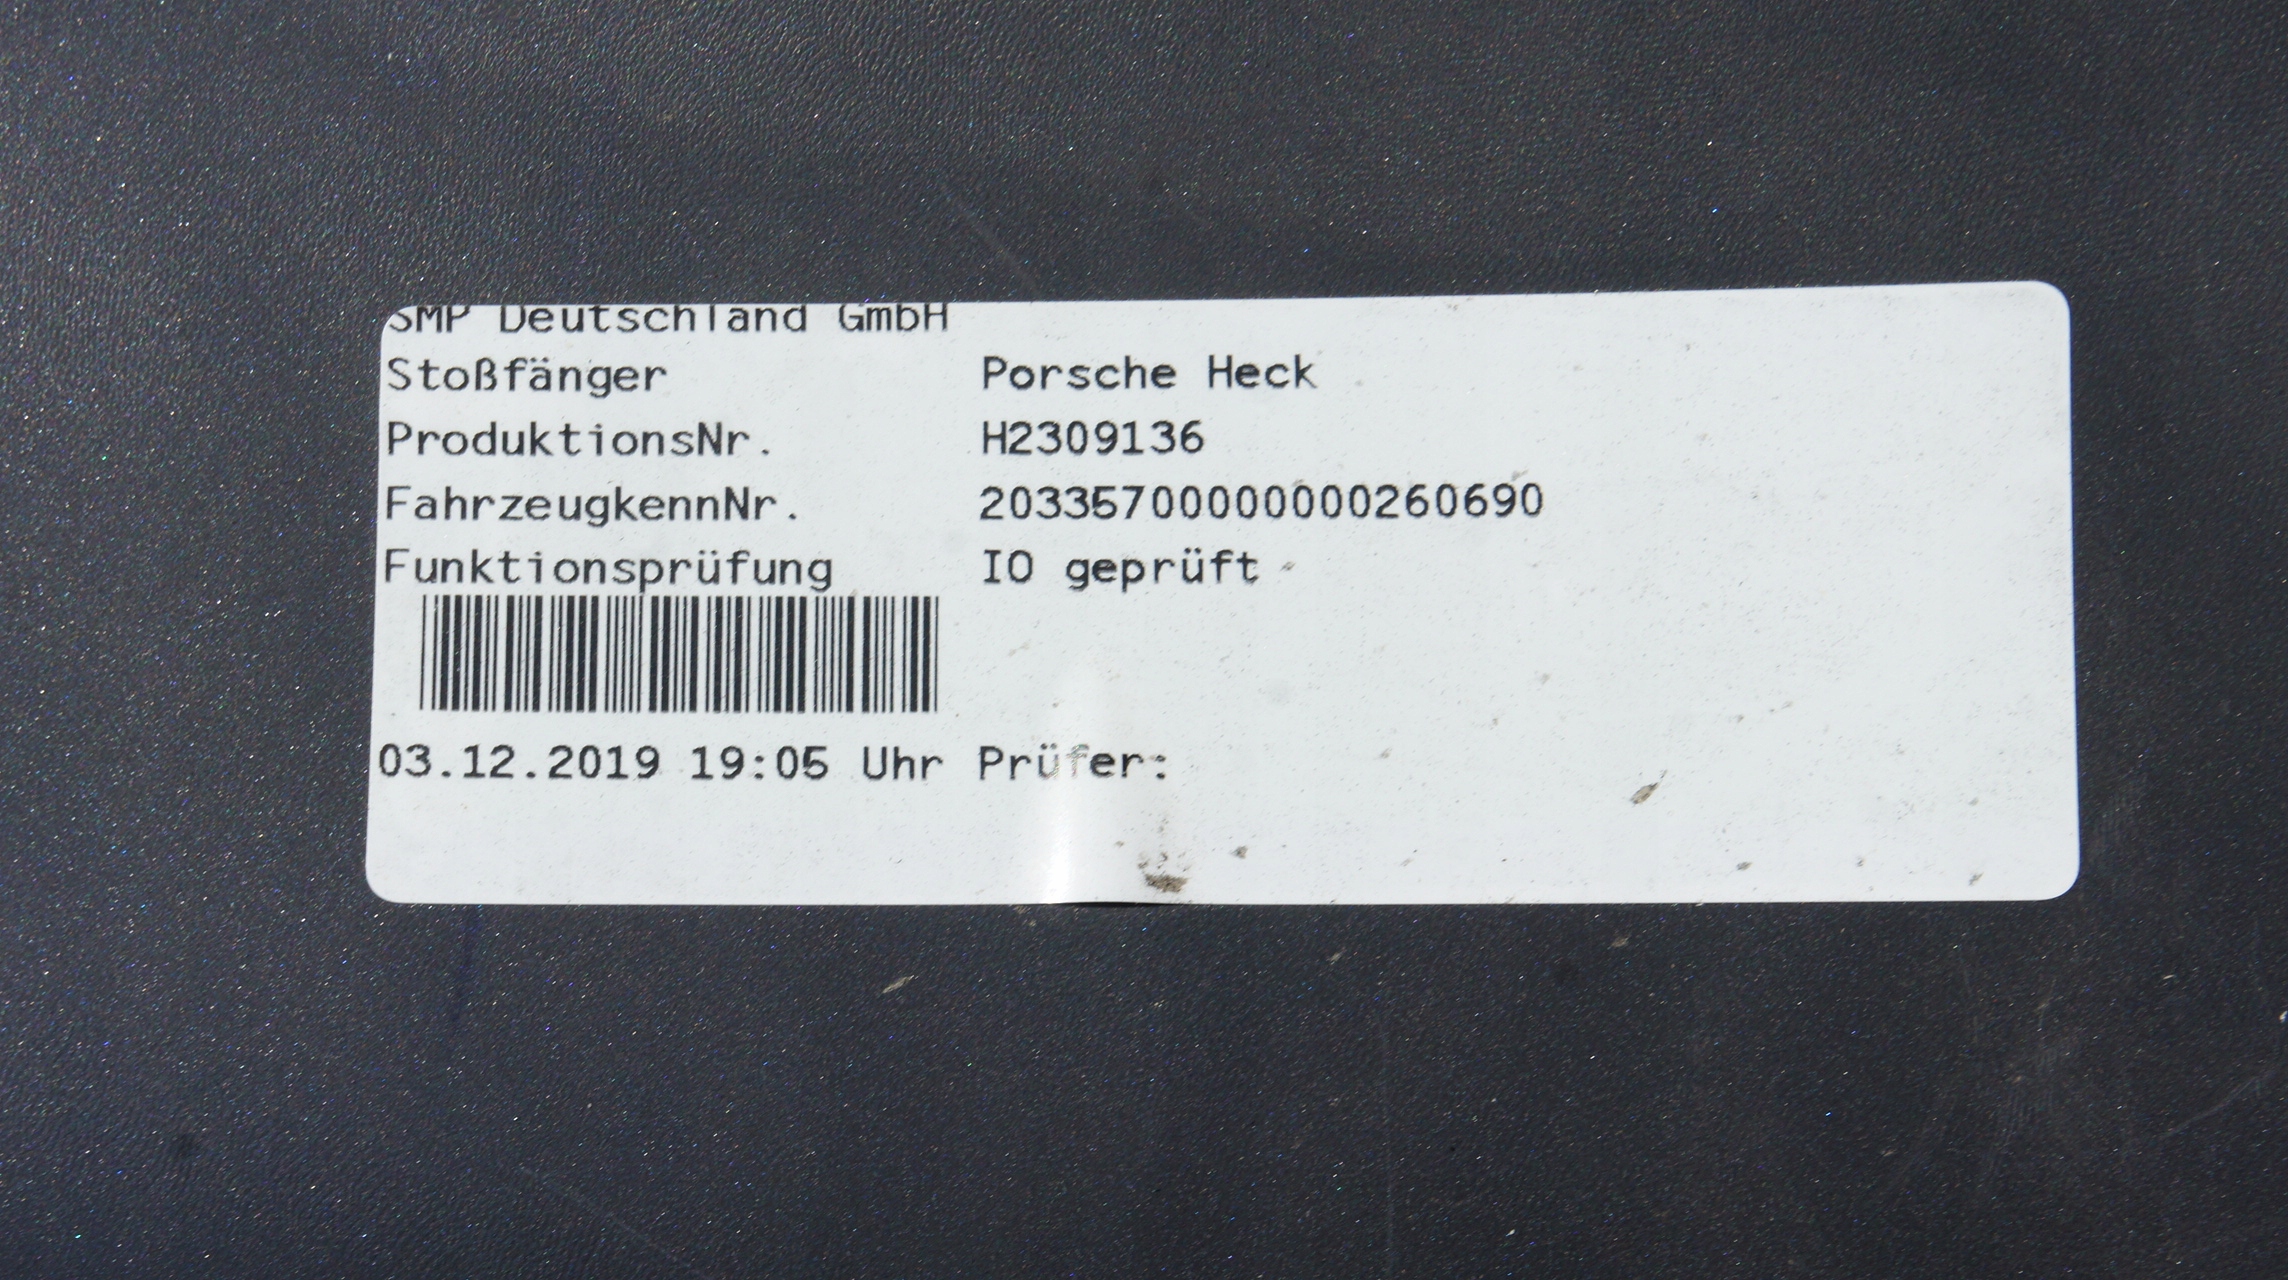 SMP Deutschland GmbH
Stoßfänger Porsche Heck
ProduktionsNr. H2309136
FahrzeugkennNr. 20335700000000260690
Funktionsprüfung IO geprüft
03.12.2019 19:05 Uhr Prüfer: